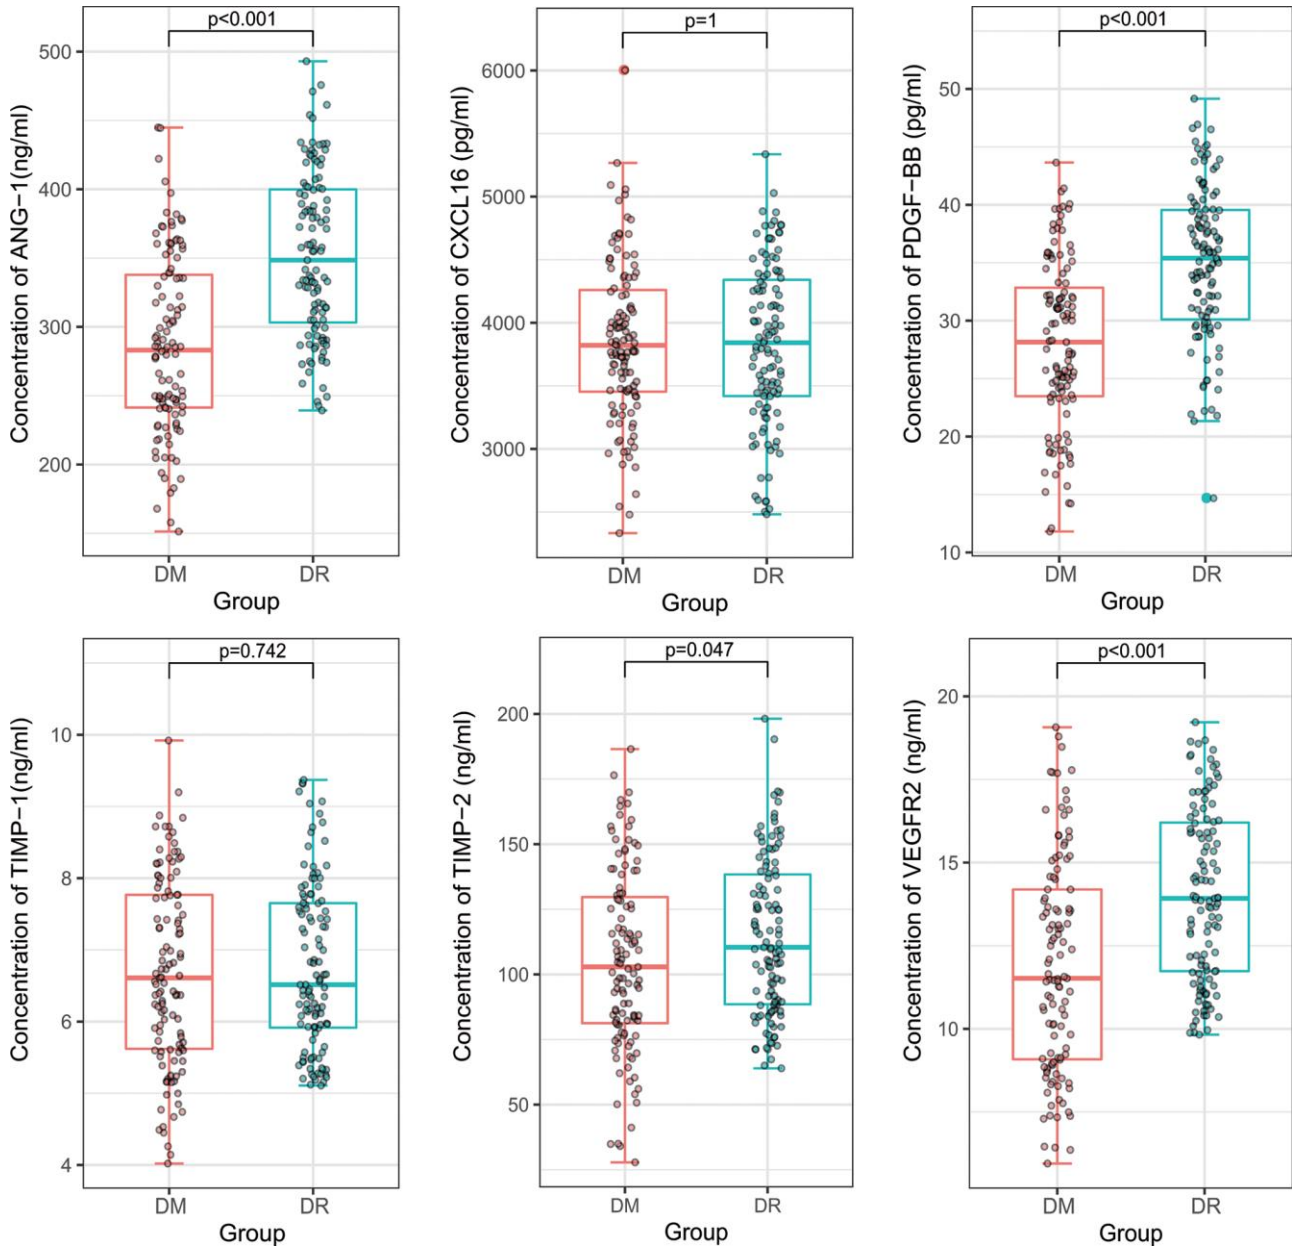 p<0.001
Concentration of ANG−1(ng/ml)
500
400
300
200
DM
DR
Group
p=1
Concentration of CXCL16 (pg/ml)
6000
5000
4000
3000
DM
DR
Group
p<0.001
Concentration of PDGF−BB (pg/ml)
50
40
30
20
10
DM
DR
Group
p=0.742
Concentration of TIMP−1(ng/ml)
10
8
6
4
DM
DR
Group
p=0.047
Concentration of TIMP−2 (ng/ml)
200
150
100
50
DM
DR
Group
p<0.001
Concentration of VEGFR2 (ng/ml)
20
15
10
DM
DR
Group